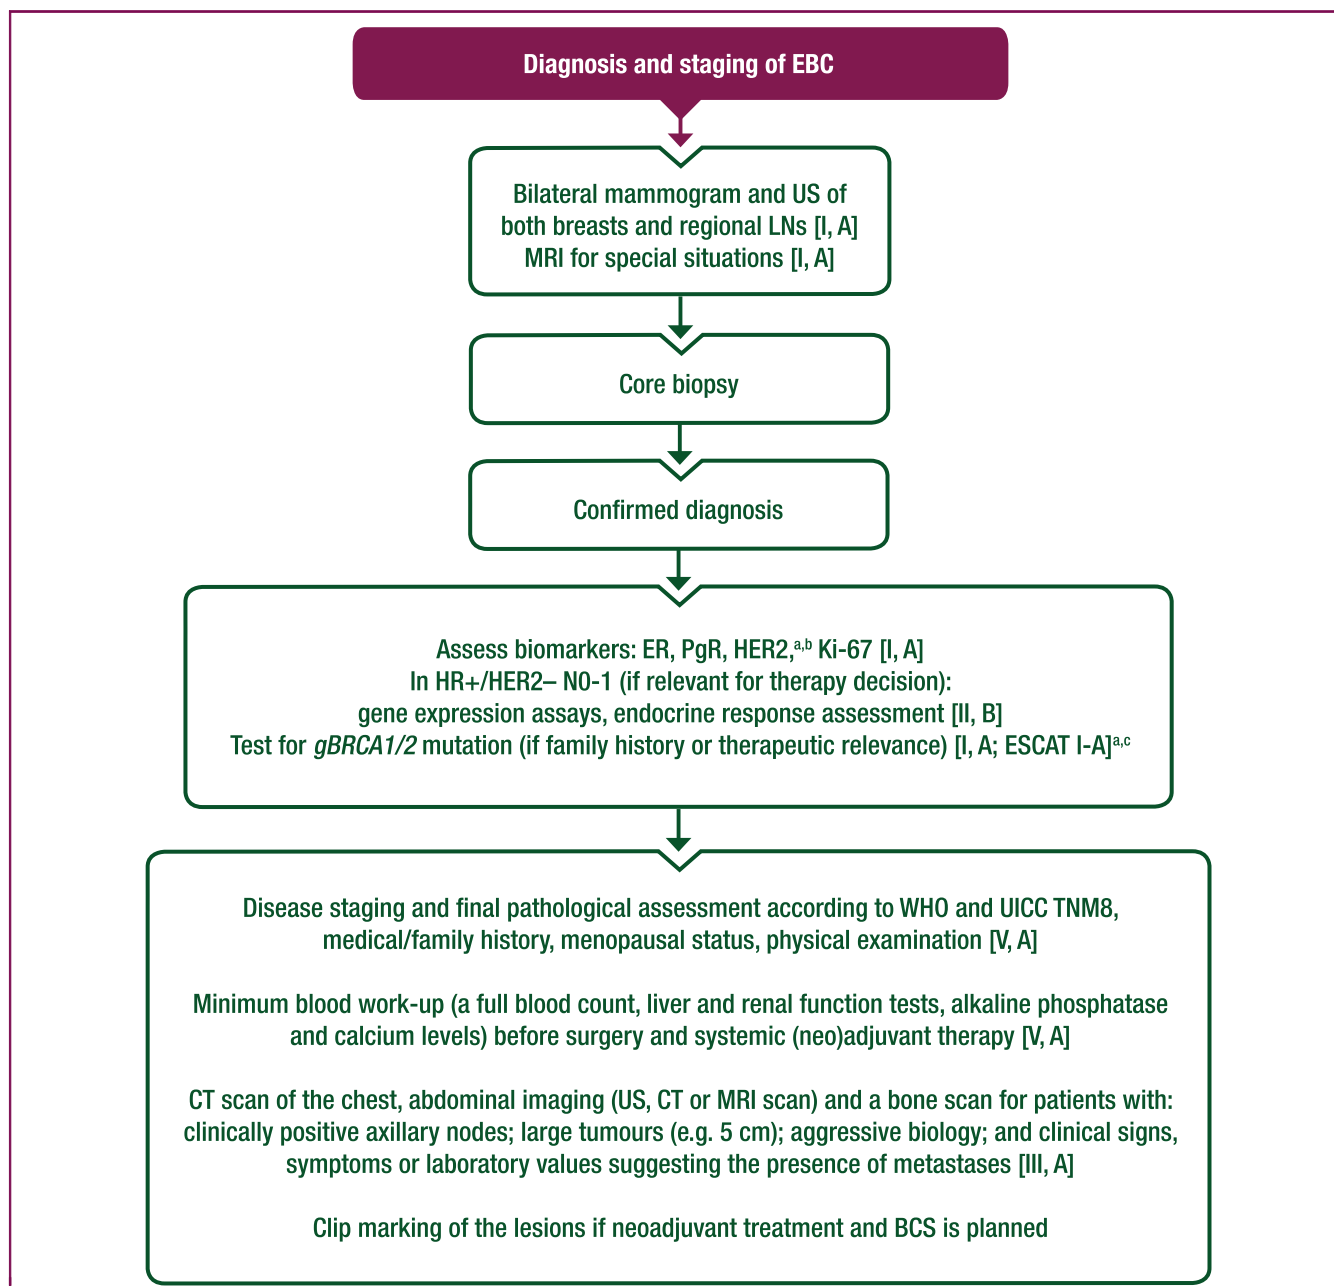 Diagnosis and staging of EBC
Bilateral mammogram and US of
both breasts and regional LNs [I, A]
MRI for special situations [I, A]
Core biopsy
Confirmed diagnosis
Assess biomarkers: ER, PgR, HER2,a,b Ki-67 [I, A]
In HR+/HER2– N0-1 (if relevant for therapy decision):
gene expression assays, endocrine response assessment [II, B]
Test for gBRCA1/2 mutation (if family history or therapeutic relevance) [I, A; ESCAT I-A]a,c
Disease staging and final pathological assessment according to WHO and UICC TNM8,
medical/family history, menopausal status, physical examination [V, A]
Minimum blood work-up (a full blood count, liver and renal function tests, alkaline phosphatase
and calcium levels) before surgery and systemic (neo)adjuvant therapy [V, A]
CT scan of the chest, abdominal imaging (US, CT or MRI scan) and a bone scan for patients with:
clinically positive axillary nodes; large tumours (e.g. 5 cm); aggressive biology; and clinical signs,
symptoms or laboratory values suggesting the presence of metastases [III, A]
Clip marking of the lesions if neoadjuvant treatment and BCS is planned